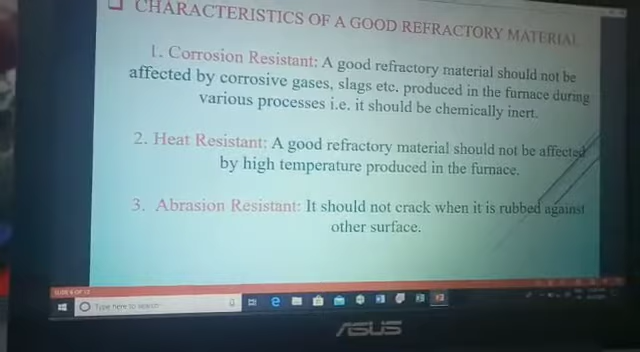 CHARACTERISTICS OF A GOOD REFRACTORY MATERIAL
1. Corrosion Resistant: A good refractory material should not be
affected by corrosive gases, slags etc. produced in the furnace during
various processes i.e. it should be chemically inert.
2. Heat Resistant: A good refractory material should not be affected
by high temperature produced in the furnace.
3. Abrasion Resistant: It should not crack when it is rubbed against
other surface.
Type here to search
ASUS